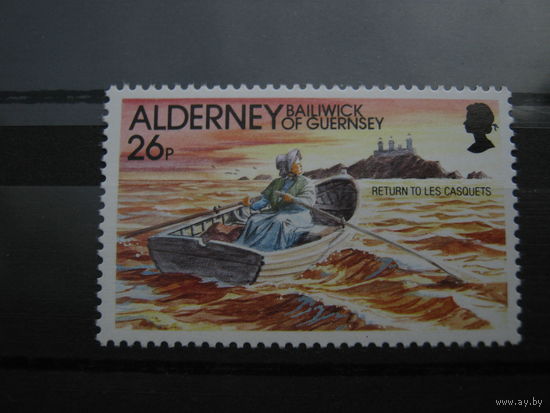 ALDERNEY BAILIWICK OF GUERNSEY
26P
RETURN TO LES CASQUETS
www.ay.by